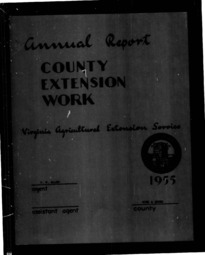 Annual Report
COUNTY
EXTENSION
WORK
Virginia Agricultural Extension Service
1955
agent
assistant agent
county